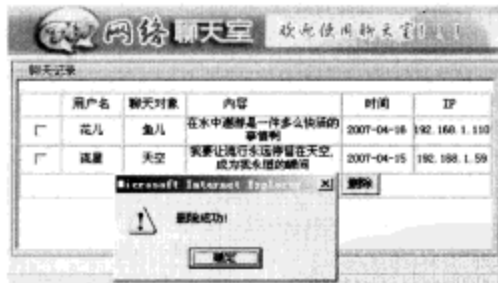 网络聊天室 欢迎使用聊天室!!!
聊天记录
用户名 聊天对象 内容 时间 IP
花儿 鱼儿 在水中遨游是一件多么快活的事情啊 2007-04-16 192.168.1.110
流星 天空 我要让流行永远停留在天空,成为我永恒的瞬间 2007-04-15 192.168.1.59
删除
Microsoft Internet Explorer
删除成功!
确定